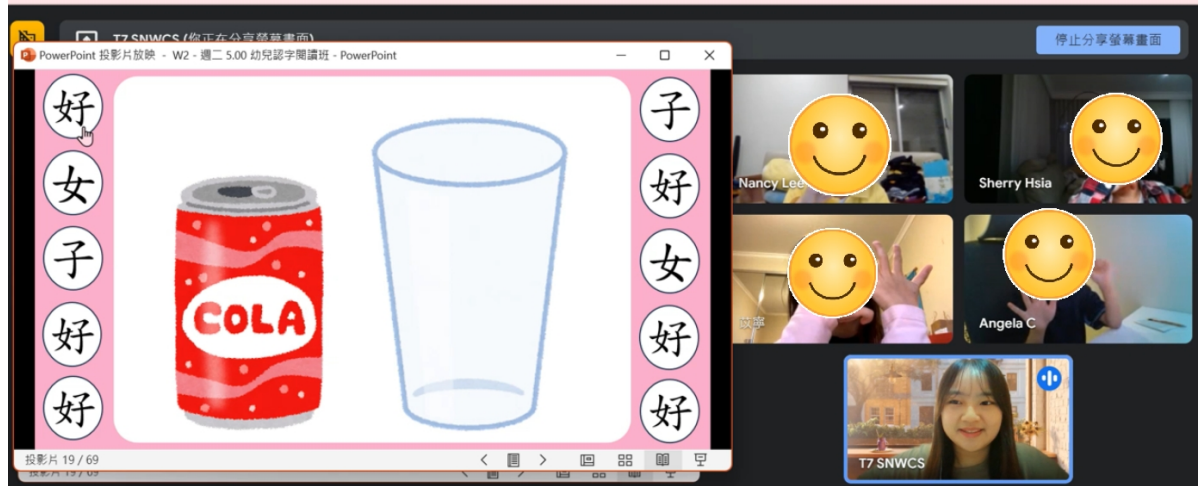 T7 SNWCS (你正在分享螢幕畫面)
停止分享螢幕畫面
PowerPoint 投影片放映 - W2 - 週二 5.00 幼兒認字閱讀班 - PowerPoint
好
女
子
好
好
COLA
子
好
女
好
好
投影片 19 / 69
Nancy Lee
Sherry Hsia
Angela C
T7 SNWCS